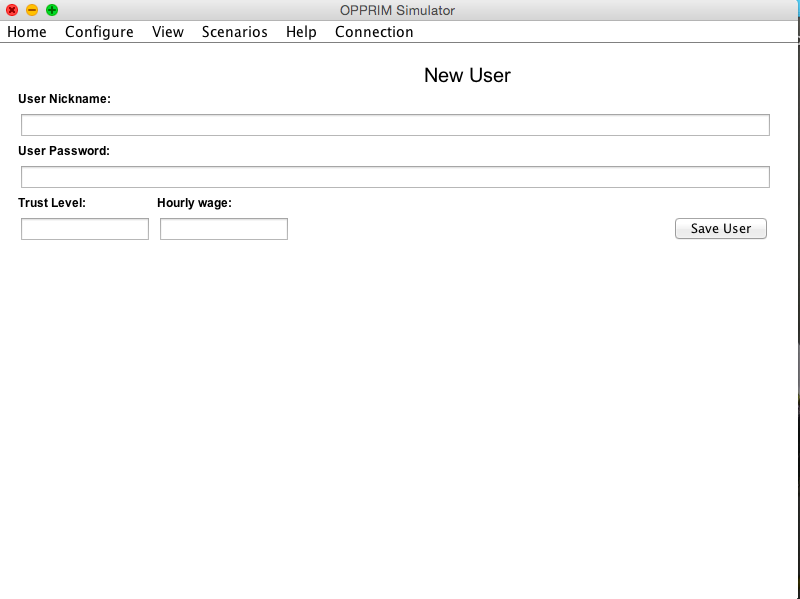 OPPRIM Simulator
Home Configure View Scenarios Help Connection
New User
User Nickname:
User Password:
Trust Level: Hourly wage:
Save User